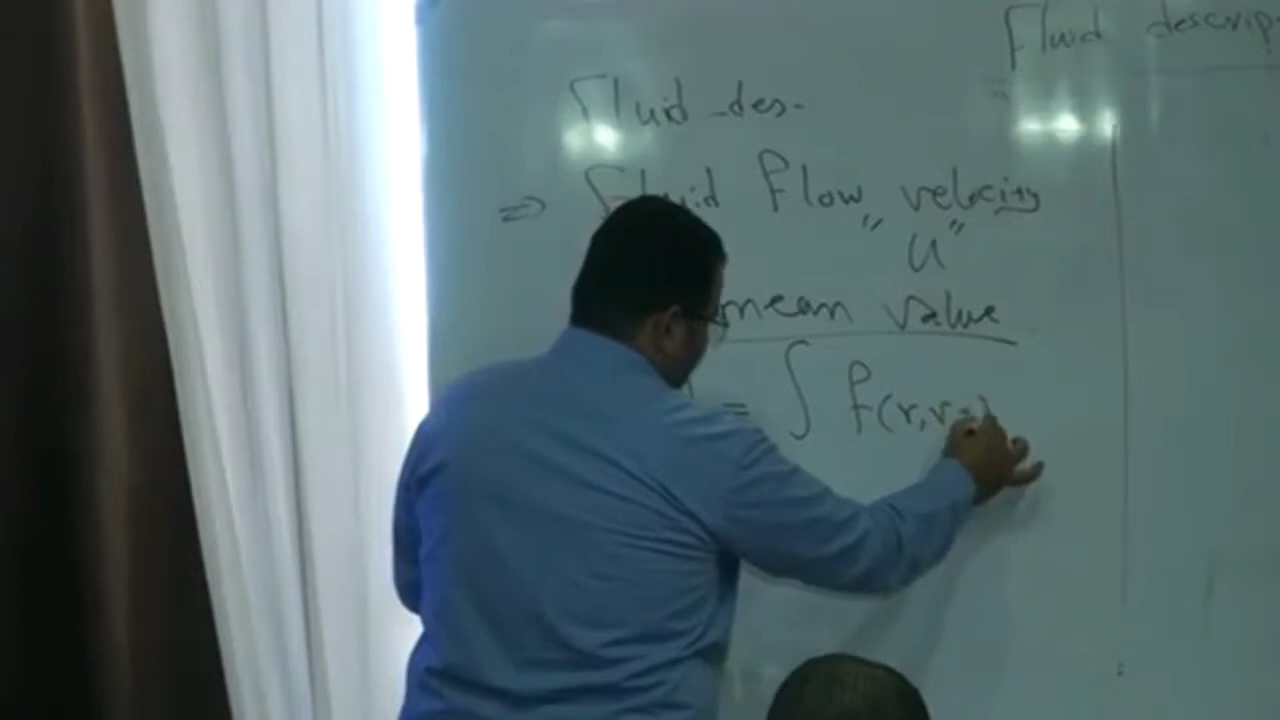 Fluid descrip
Fluid des.
⇒ Fluid flow velocity
"u"
mean value
= ∫ f(r,v